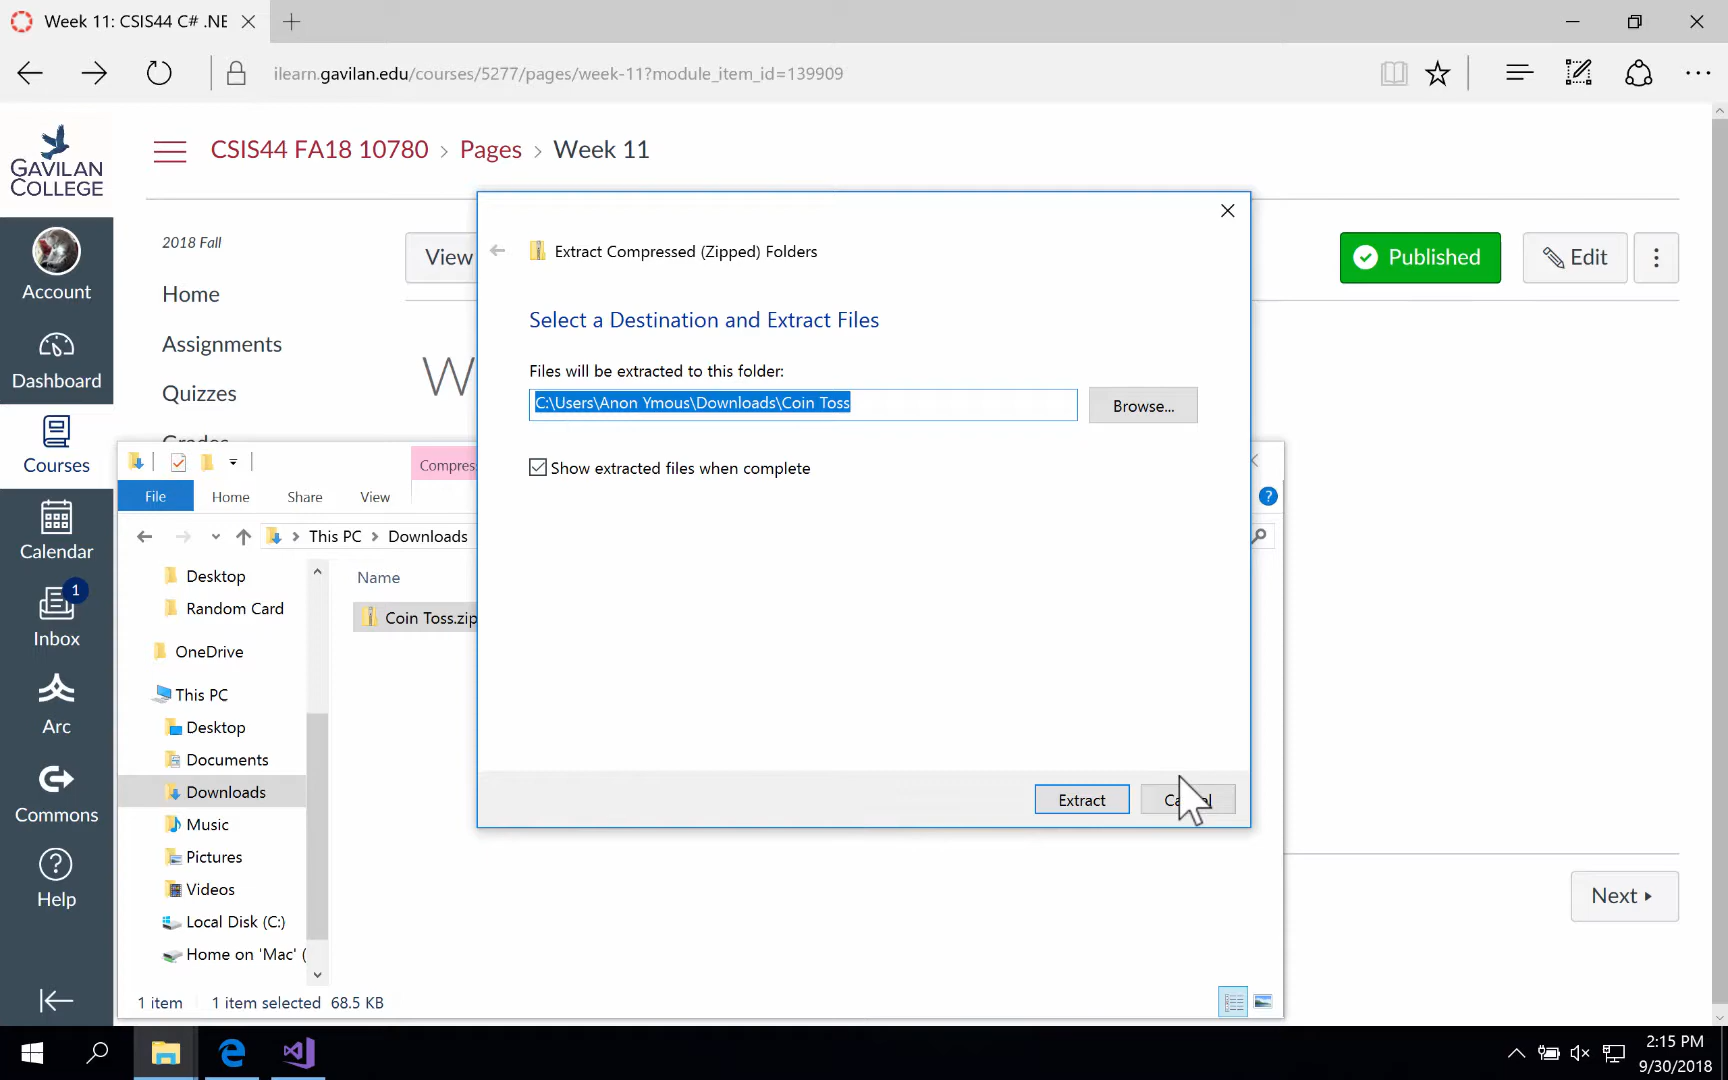 Week 11: CSIS44 C# .NE
ilearn.gavilan.edu/courses/5277/pages/week-11?module_item_id=139909
GAVILAN
COLLEGE
CSIS44 FA18 10780 > Pages > Week 11
Account
Dashboard
Courses
Calendar
1
Inbox
Arc
Commons
Help
2018 Fall
Home
Assignments
Quizzes
View
Published
Edit
W
Next
Extract Compressed (Zipped) Folders
Select a Destination and Extract Files
Files will be extracted to this folder:
C:\Users\Anon Ymous\Downloads\Coin Toss
Browse...
Show extracted files when complete
Extract
File
Home
Share
View
Compres
?
This PC > Downloads
Name
Coin Toss.zip
Desktop
Random Card
OneDrive
This PC
Desktop
Documents
Downloads
Music
Pictures
Videos
Local Disk (C:)
Home on 'Mac' (
1 item
1 item selected 68.5 KB
2:15 PM
9/30/2018